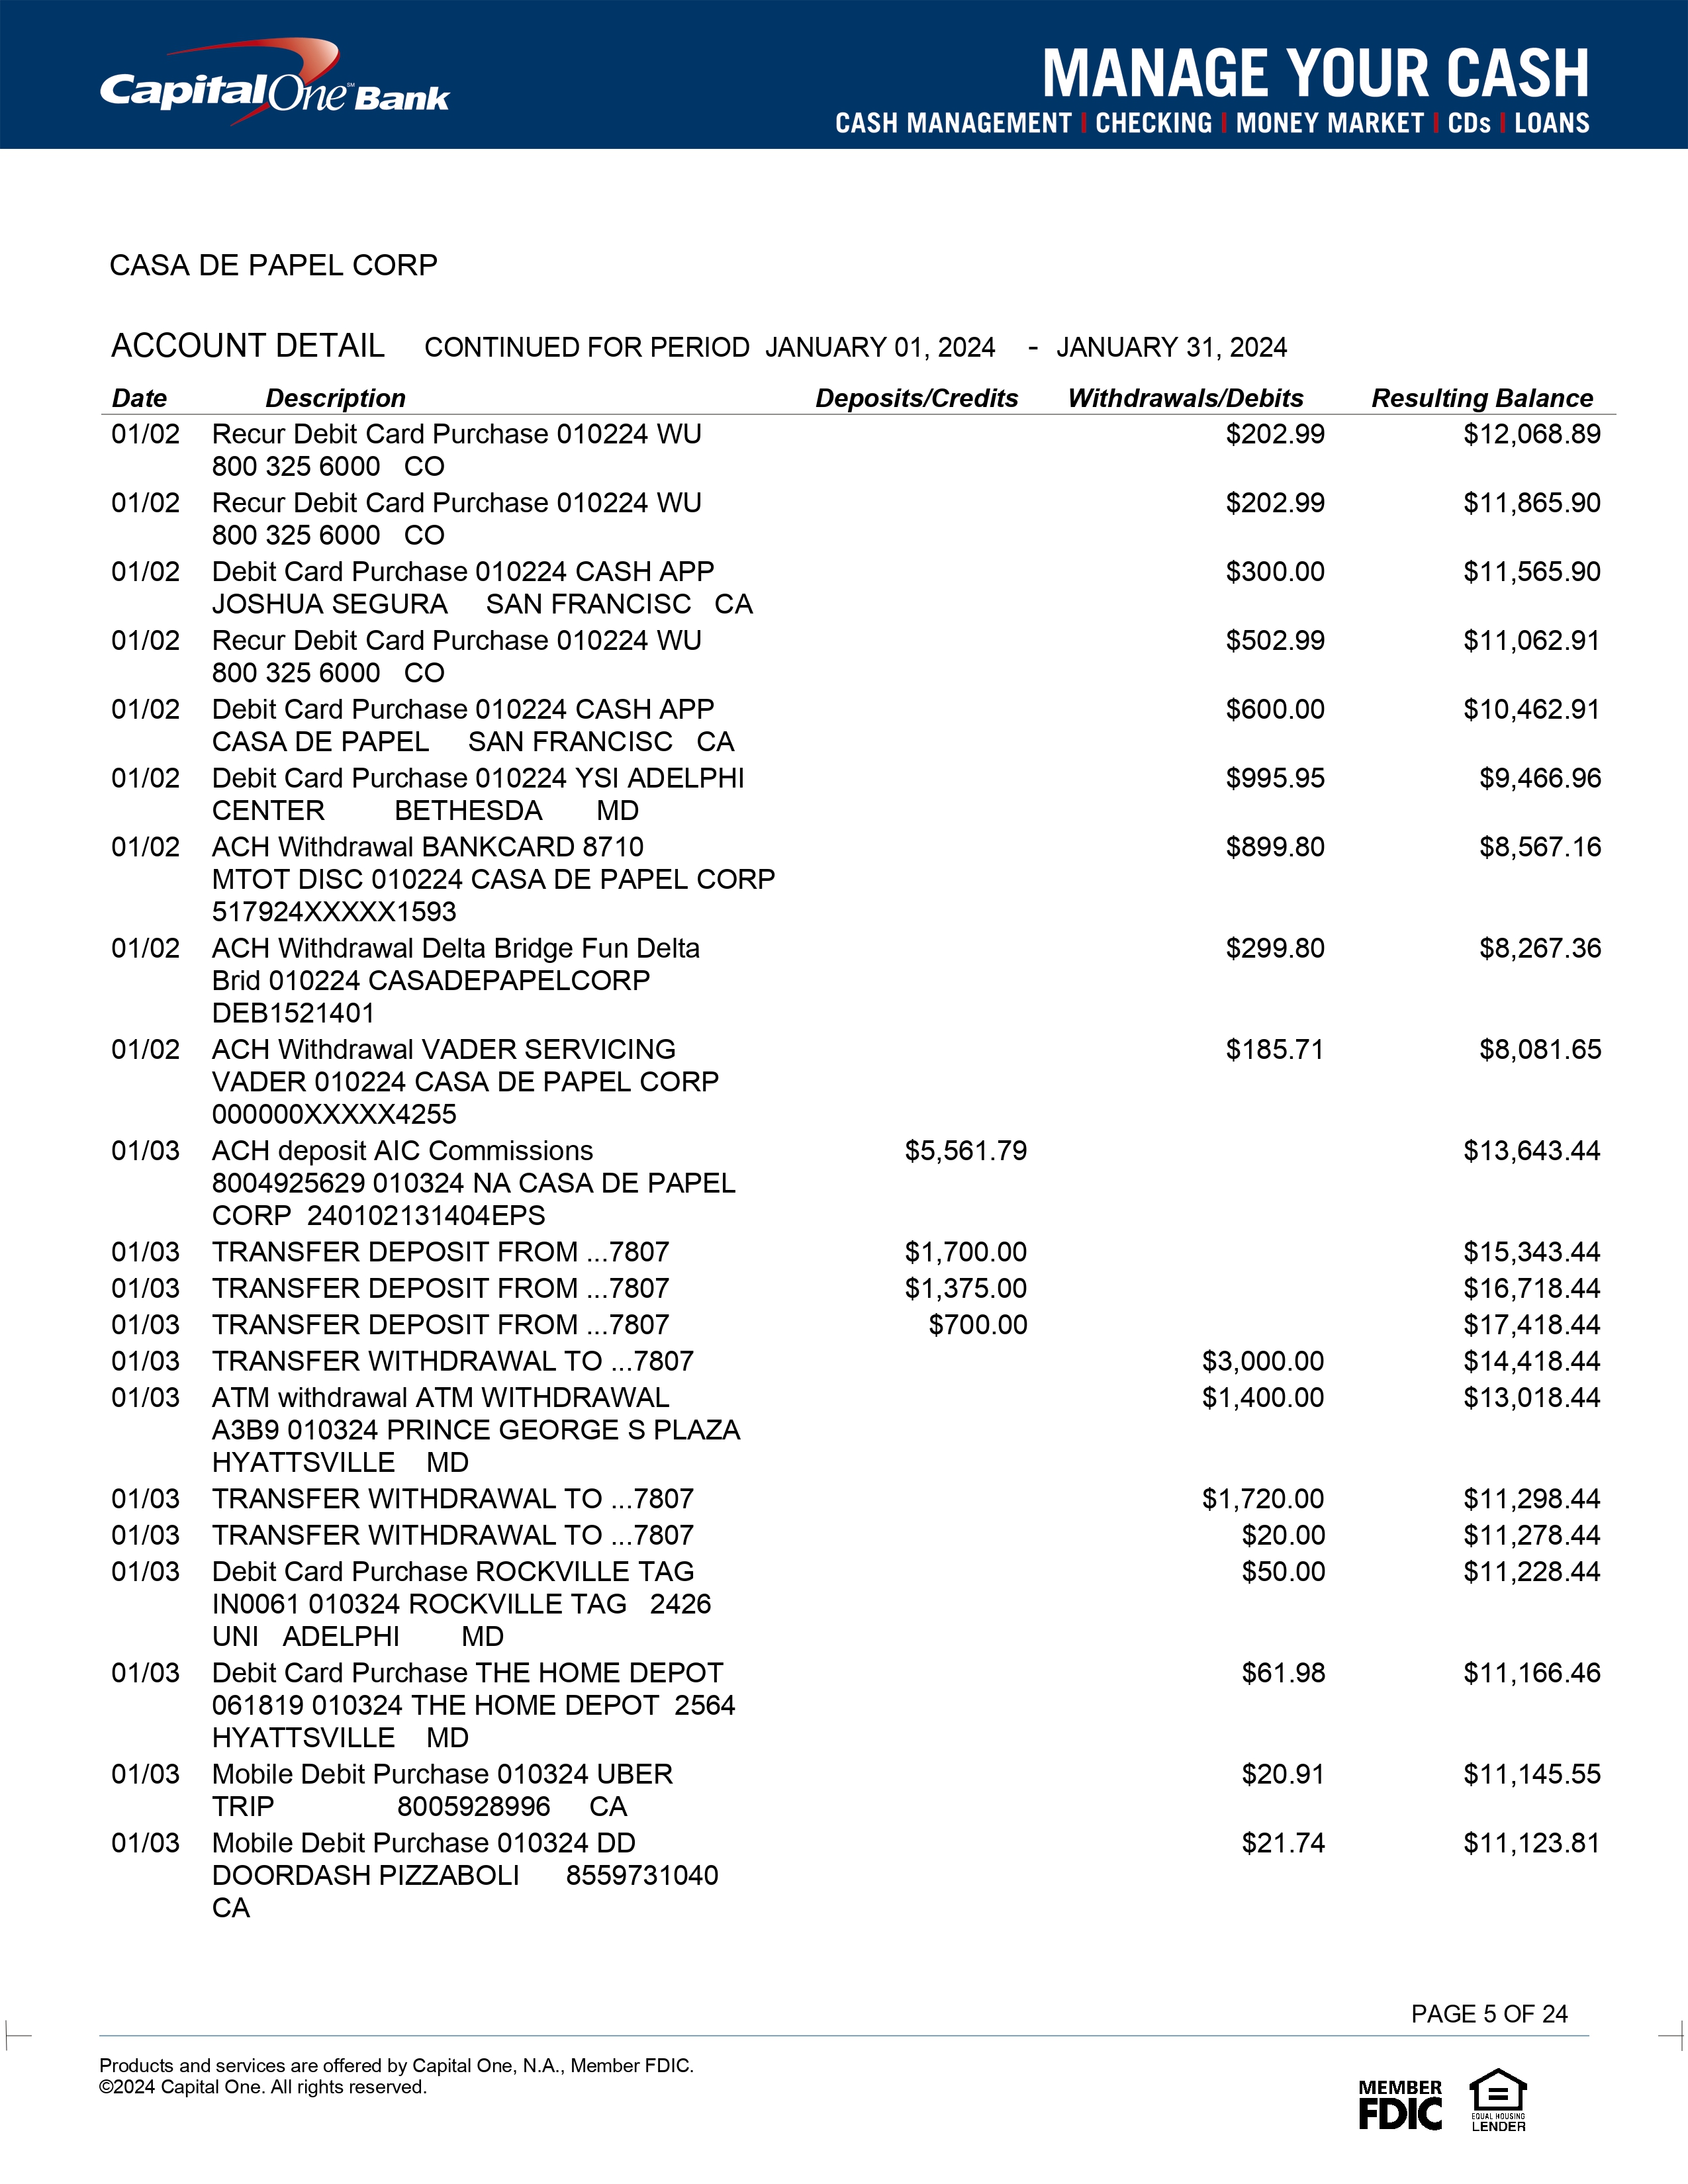 CapitalOne℠ Bank
MANAGE YOUR CASH
CASH MANAGEMENT | CHECKING | MONEY MARKET | CDs | LOANS
CASA DE PAPEL CORP
ACCOUNT DETAIL CONTINUED FOR PERIOD JANUARY 01, 2024 - JANUARY 31, 2024
Date Description Deposits/Credits Withdrawals/Debits Resulting Balance
01/02 Recur Debit Card Purchase 010224 WU $202.99 $12,068.89
800 325 6000 CO
01/02 Recur Debit Card Purchase 010224 WU $202.99 $11,865.90
800 325 6000 CO
01/02 Debit Card Purchase 010224 CASH APP $300.00 $11,565.90
JOSHUA SEGURA SAN FRANCISC CA
01/02 Recur Debit Card Purchase 010224 WU $502.99 $11,062.91
800 325 6000 CO
01/02 Debit Card Purchase 010224 CASH APP $600.00 $10,462.91
CASA DE PAPEL SAN FRANCISC CA
01/02 Debit Card Purchase 010224 YSI ADELPHI $995.95 $9,466.96
CENTER BETHESDA MD
01/02 ACH Withdrawal BANKCARD 8710 $899.80 $8,567.16
MTOT DISC 010224 CASA DE PAPEL CORP
517924XXXXX1593
01/02 ACH Withdrawal Delta Bridge Fun Delta $299.80 $8,267.36
Brid 010224 CASADEPAPELCORP
DEB1521401
01/02 ACH Withdrawal VADER SERVICING $185.71 $8,081.65
VADER 010224 CASA DE PAPEL CORP
000000XXXXX4255
01/03 ACH deposit AIC Commissions $5,561.79 $13,643.44
8004925629 010324 NA CASA DE PAPEL
CORP 240102131404EPS
01/03 TRANSFER DEPOSIT FROM ...7807 $1,700.00 $15,343.44
01/03 TRANSFER DEPOSIT FROM ...7807 $1,375.00 $16,718.44
01/03 TRANSFER DEPOSIT FROM ...7807 $700.00 $17,418.44
01/03 TRANSFER WITHDRAWAL TO ...7807 $3,000.00 $14,418.44
01/03 ATM withdrawal ATM WITHDRAWAL $1,400.00 $13,018.44
A3B9 010324 PRINCE GEORGE S PLAZA
HYATTSVILLE MD
01/03 TRANSFER WITHDRAWAL TO ...7807 $1,720.00 $11,298.44
01/03 TRANSFER WITHDRAWAL TO ...7807 $20.00 $11,278.44
01/03 Debit Card Purchase ROCKVILLE TAG $50.00 $11,228.44
IN0061 010324 ROCKVILLE TAG 2426
UNI ADELPHI MD
01/03 Debit Card Purchase THE HOME DEPOT $61.98 $11,166.46
061819 010324 THE HOME DEPOT 2564
HYATTSVILLE MD
01/03 Mobile Debit Purchase 010324 UBER $20.91 $11,145.55
TRIP 8005928996 CA
01/03 Mobile Debit Purchase 010324 DD $21.74 $11,123.81
DOORDASH PIZZABOLI 8559731040
CA
PAGE 5 OF 24
Products and services are offered by Capital One, N.A., Member FDIC.
©2024 Capital One. All rights reserved.
MEMBER
FDIC
EQUAL HOUSING
LENDER